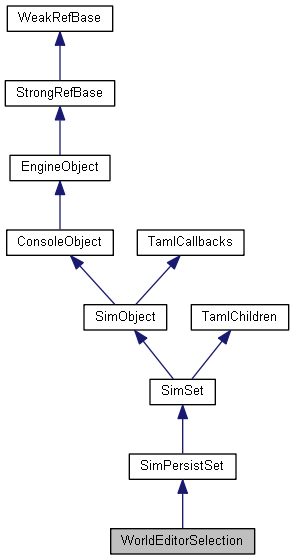 WeakRefBase
StrongRefBase
EngineObject
ConsoleObject
TamlCallbacks
SimObject
TamlChildren
SimSet
SimPersistSet
WorldEditorSelection